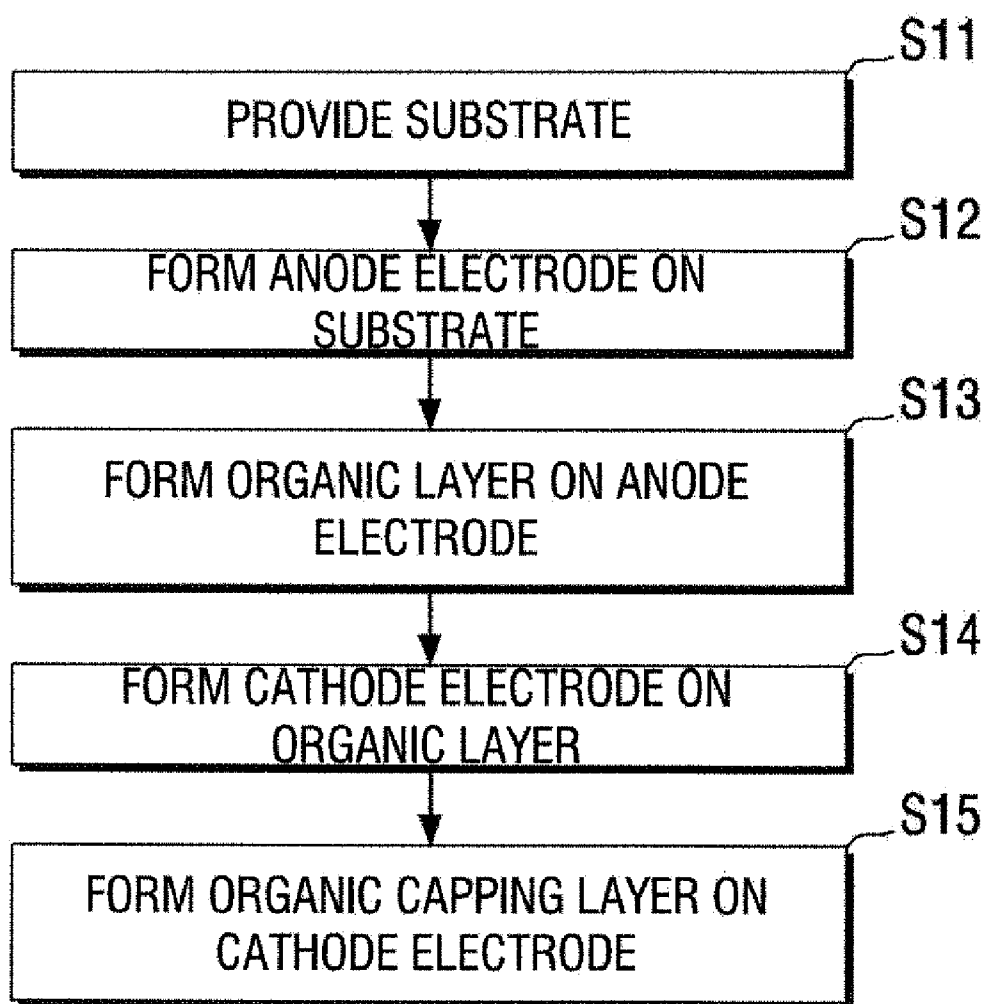 S11
PROVIDE SUBSTRATE
S12
FORM ANODE ELECTRODE ON
SUBSTRATE
S13
FORM ORGANIC LAYER ON ANODE
ELECTRODE
S14
FORM CATHODE ELECTRODE ON
ORGANIC LAYER
S15
FORM ORGANIC CAPPING LAYER ON
CATHODE ELECTRODE